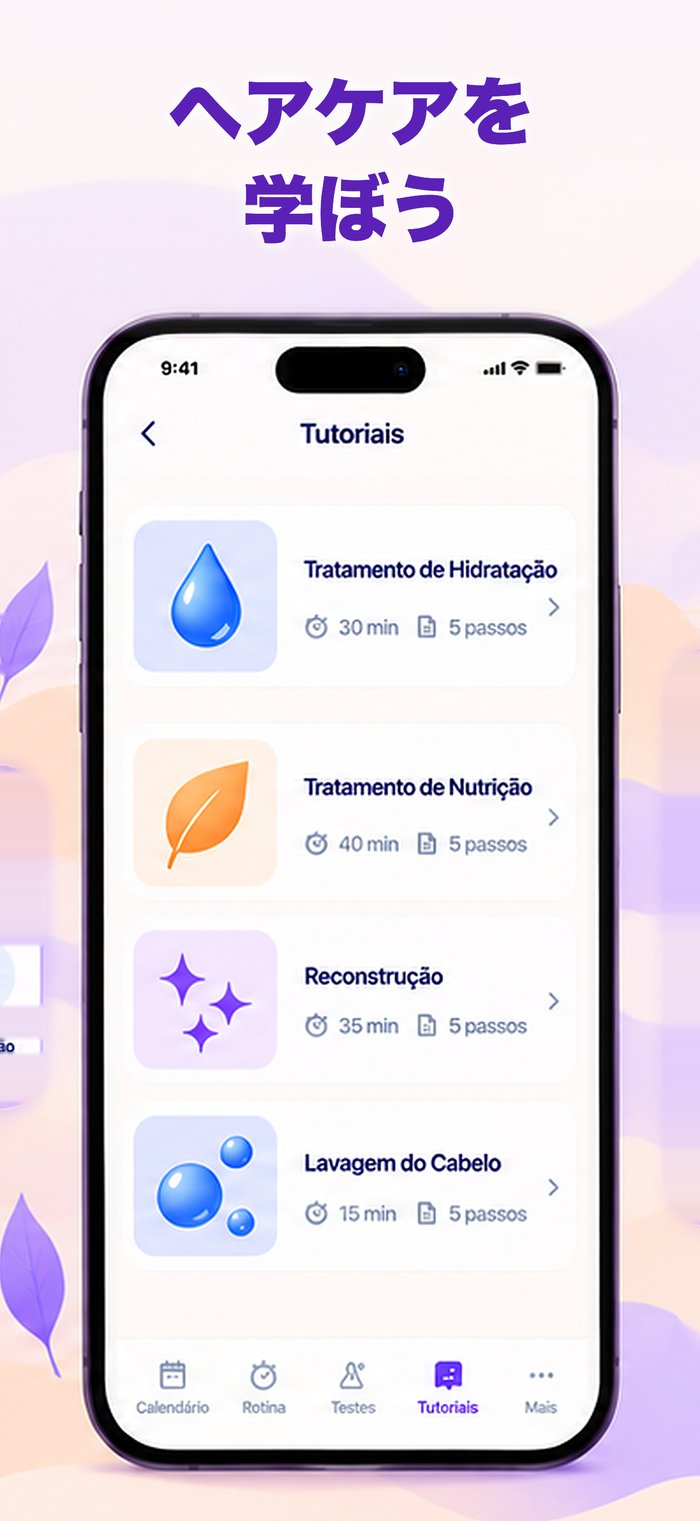 ヘアケアを
学ぼう
9:41
Tutoriais
Tratamento de Hidratação
30 min 5 passos
Tratamento de Nutrição
40 min 5 passos
Reconstrução
35 min 5 passos
ão
Lavagem do Cabelo
15 min 5 passos
Calendário Rotina Testes Tutoriais Mais